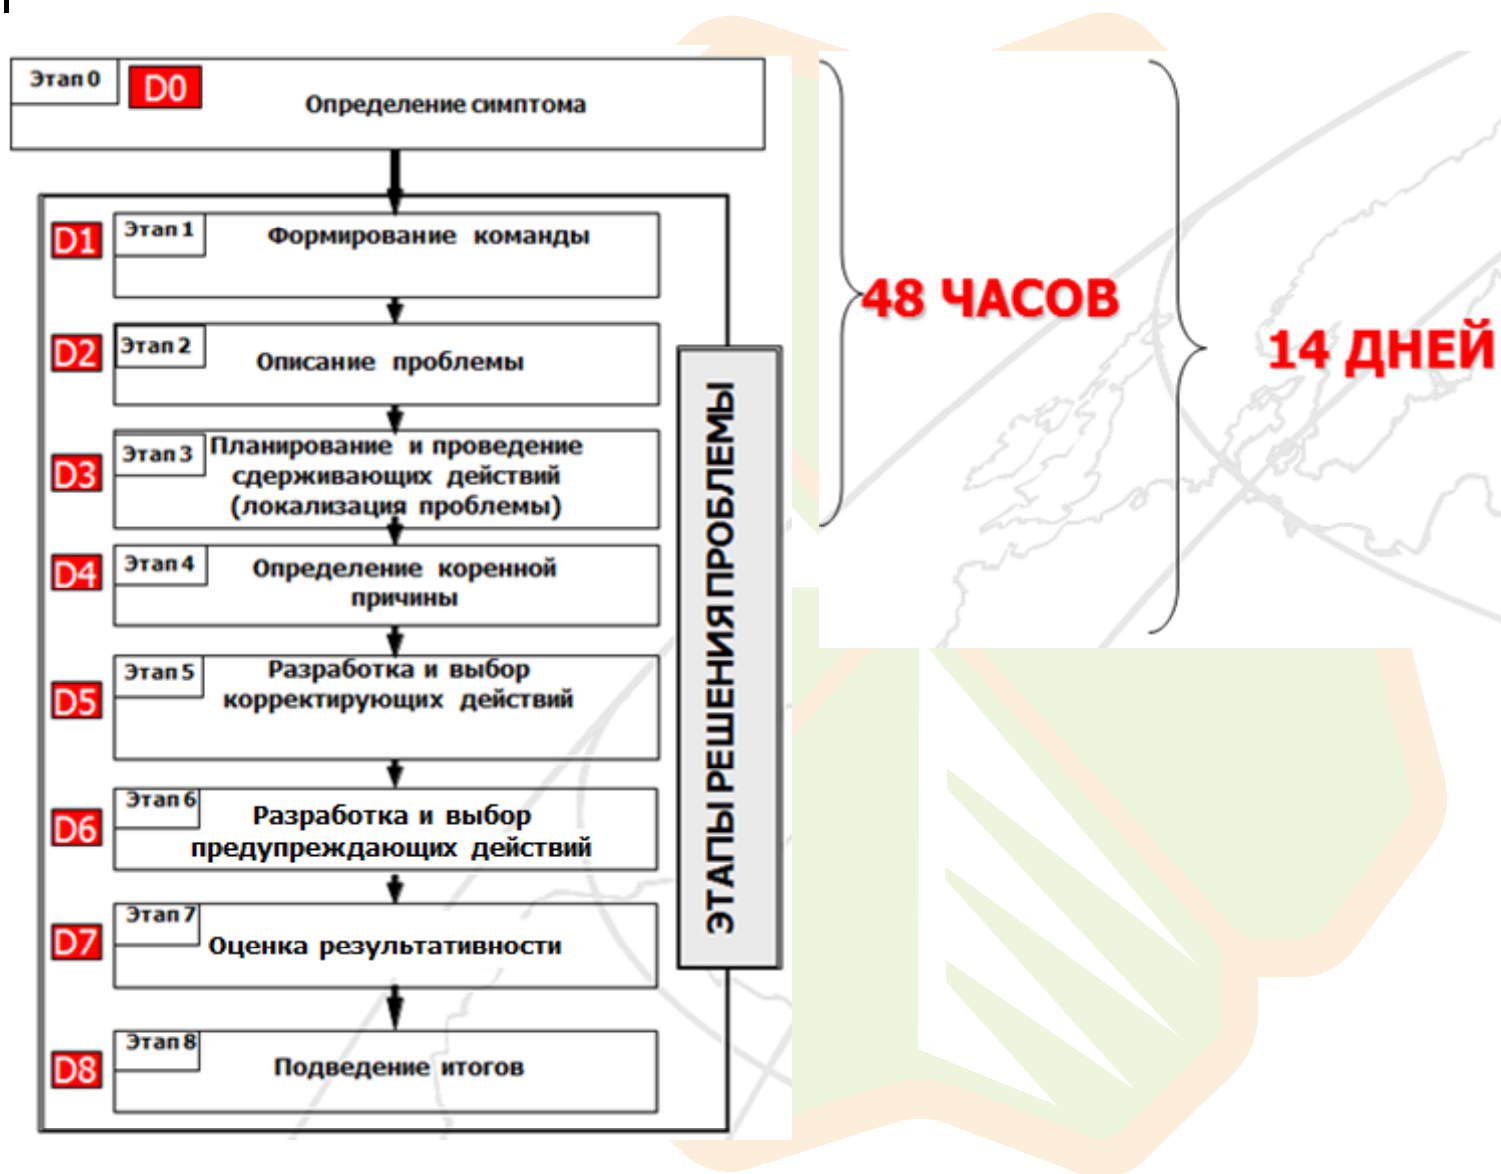 Этап 0
D0
Определение симптома
D1
Этап 1
Формирование команды
D2
Этап 2
Описание проблемы
D3
Этап 3
Планирование и проведение
сдерживающих действий
(локализация проблемы)
D4
Этап 4
Определение коренной
причины
D5
Этап 5
Разработка и выбор
корректирующих действий
D6
Этап 6
Разработка и выбор
предупреждающих действий
D7
Этап 7
Оценка результативности
D8
Этап 8
Подведение итогов
ЭТАПЫ РЕШЕНИЯ ПРОБЛЕМЫ
48 ЧАСОВ
14 ДНЕЙ